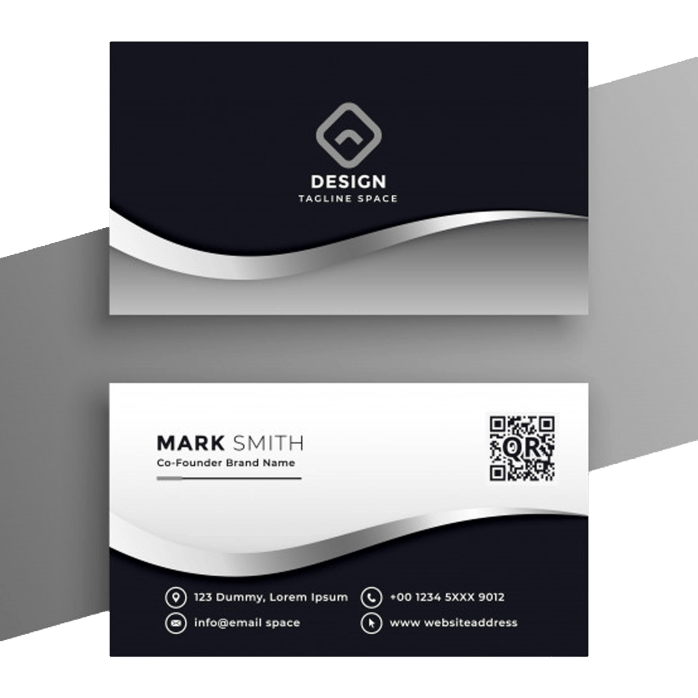 DESIGN
TAGLINE SPACE
MARK SMITH
Co-Founder Brand Name
QR
123 Dummy, Lorem Ipsum
+00 1234 5XXX 9012
info@email space
www websiteaddress